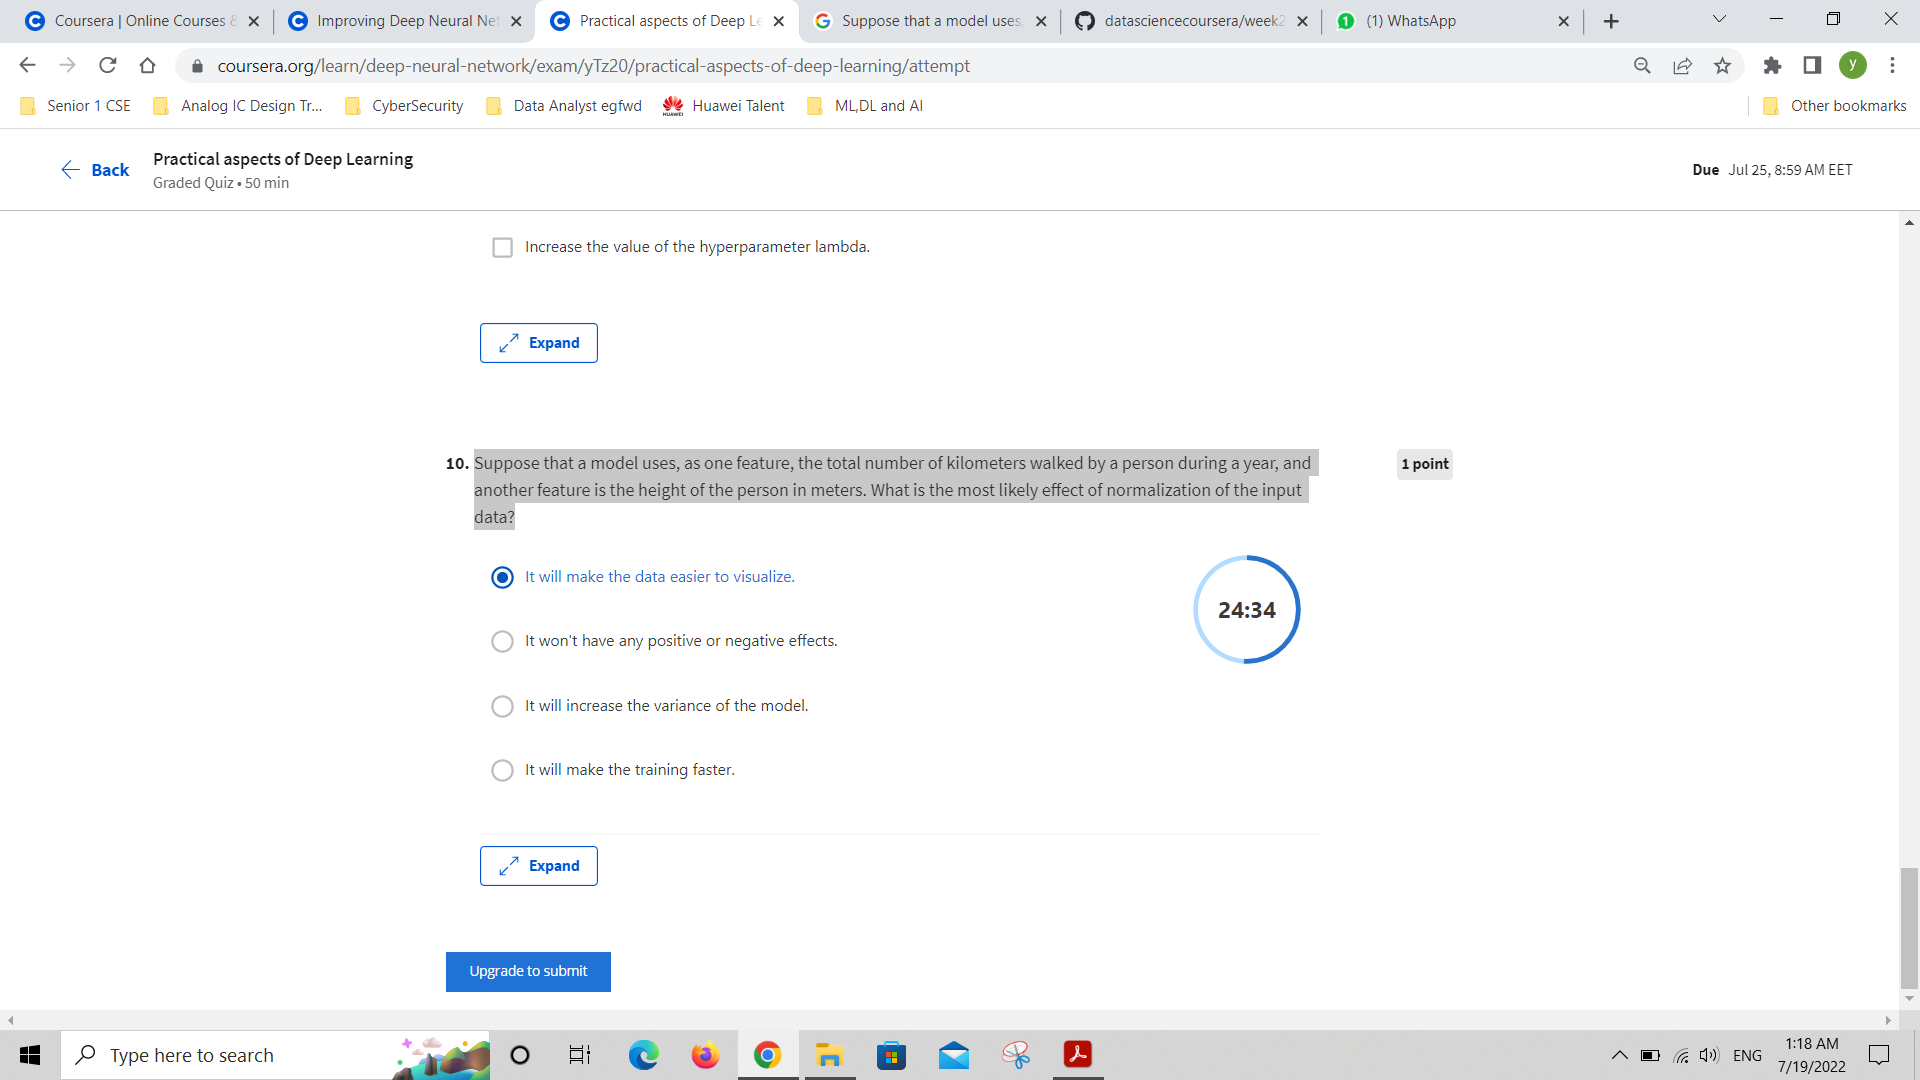 Coursera | Online Courses &
Improving Deep Neural Net
Practical aspects of Deep Le
Suppose that a model uses,
datasciencecoursera/week2
1
(1) WhatsApp
coursera.org/learn/deep-neural-network/exam/yTz20/practical-aspects-of-deep-learning/attempt
y
Senior 1 CSE
Analog IC Design Tr...
CyberSecurity
Data Analyst egfwd
HUAWEI
Huawei Talent
ML,DL and AI
Other bookmarks
Back
Practical aspects of Deep Learning
Graded Quiz • 50 min
Due Jul 25, 8:59 AM EET
Increase the value of the hyperparameter lambda.
Expand
10. Suppose that a model uses, as one feature, the total number of kilometers walked by a person during a year, and
another feature is the height of the person in meters. What is the most likely effect of normalization of the input
data?
1 point
It will make the data easier to visualize.
It won't have any positive or negative effects.
It will increase the variance of the model.
It will make the training faster.
24:34
Expand
Upgrade to submit
Type here to search
ENG
1:18 AM
7/19/2022